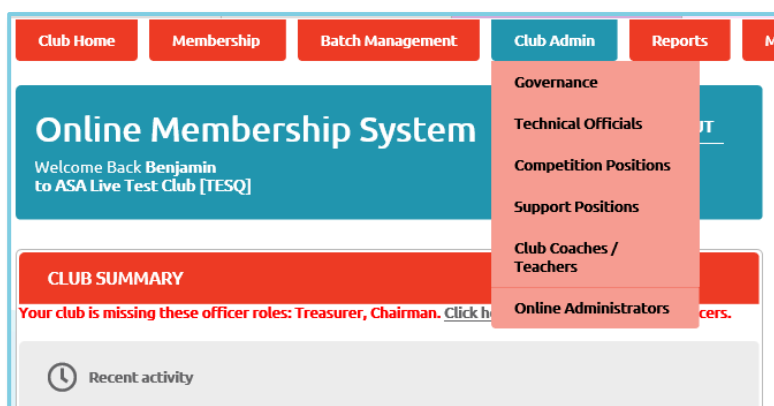 Club Home
Membership
Batch Management
Club Admin
Reports
Governance
Technical Officials
Competition Positions
Support Positions
Club Coaches /
Teachers
Online Administrators
Online Membership System
Welcome Back Benjamin
to ASA Live Test Club [TESQ]
CLUB SUMMARY
Your club is missing these officer roles: Treasurer, Chairman. Click
Recent activity